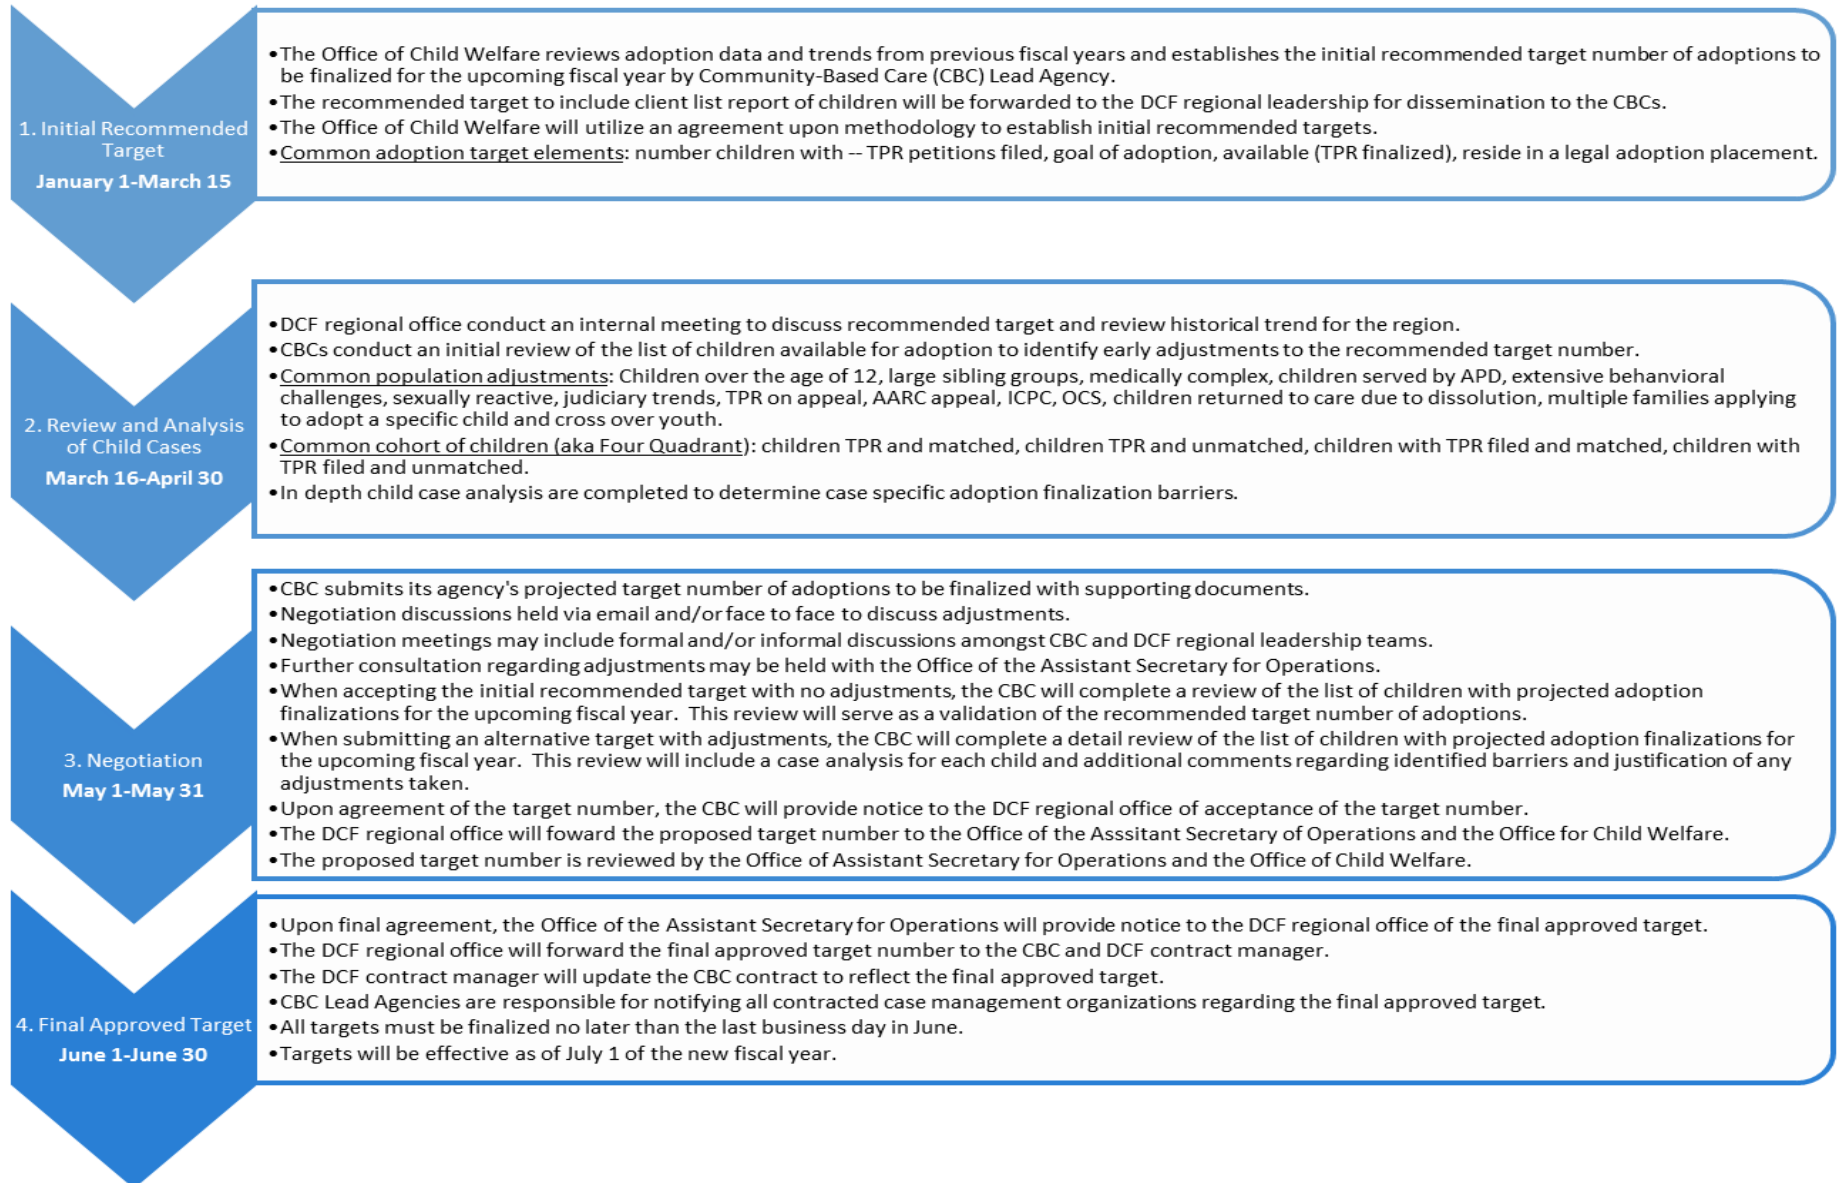 1. Initial Recommended
Target
January 1-March 15
•The Office of Child Welfare reviews adoption data and trends from previous fiscal years and establishes the initial recommended target number of adoptions to
be finalized for the upcoming fiscal year by Community-Based Care (CBC) Lead Agency.
•The recommended target to include client list report of children will be forwarded to the DCF regional leadership for dissemination to the CBCs.
•The Office of Child Welfare will utilize an agreement upon methodology to establish initial recommended targets.
•Common adoption target elements: number children with -- TPR petitions filed, goal of adoption, available (TPR finalized), reside in a legal adoption placement.
2. Review and Analysis
of Child Cases
March 16-April 30
•DCF regional office conduct an internal meeting to discuss recommended target and review historical trend for the region.
•CBCs conduct an initial review of the list of children available for adoption to identify early adjustments to the recommended target number.
•Common population adjustments: Children over the age of 12, large sibling groups, medically complex, children served by APD, extensive behanvioral
challenges, sexually reactive, judiciary trends, TPR on appeal, AARC appeal, ICPC, OCS, children returned to care due to dissolution, multiple families applying
to adopt a specific child and cross over youth.
•Common cohort of children (aka Four Quadrant): children TPR and matched, children TPR and unmatched, children with TPR filed and matched, children with
TPR filed and unmatched.
•In depth child case analysis are completed to determine case specific adoption finalization barriers.
3. Negotiation
May 1-May 31
•CBC submits its agency's projected target number of adoptions to be finalized with supporting documents.
•Negotiation discussions held via email and/or face to face to discuss adjustments.
•Negotiation meetings may include formal and/or informal discussions amongst CBC and DCF regional leadership teams.
•Further consultation regarding adjustments may be held with the Office of the Assistant Secretary for Operations.
•When accepting the initial recommended target with no adjustments, the CBC will complete a review of the list of children with projected adoption
finalizations for the upcoming fiscal year.  This review will serve as a validation of the recommended target number of adoptions.
•When submitting an alternative target with adjustments, the CBC will complete a detail review of the list of children with projected adoption finalizations for
the upcoming fiscal year.  This review will include a case analysis for each child and additional comments regarding identified barriers and justification of any
adjustments taken.
•Upon agreement of the target number, the CBC will provide notice to the DCF regional office of acceptance of the target number.
•The DCF regional office will foward the proposed target number to the Office of the Asssitant Secretary of Operations and the Office for Child Welfare.
•The proposed target number is reviewed by the Office of Assistant Secretary for Operations and the Office of Child Welfare.
4. Final Approved Target
June 1-June 30
•Upon final agreement, the Office of the Assistant Secretary for Operations will provide notice to the DCF regional office of the final approved target.
•The DCF regional office will forward the final approved target number to the CBC and DCF contract manager.
•The DCF contract manager will update the CBC contract to reflect the final approved target.
•CBC Lead Agencies are responsible for notifying all contracted case management organizations regarding the final approved target.
•All targets must be finalized no later than the last business day in June.
•Targets will be effective as of July 1 of the new fiscal year.